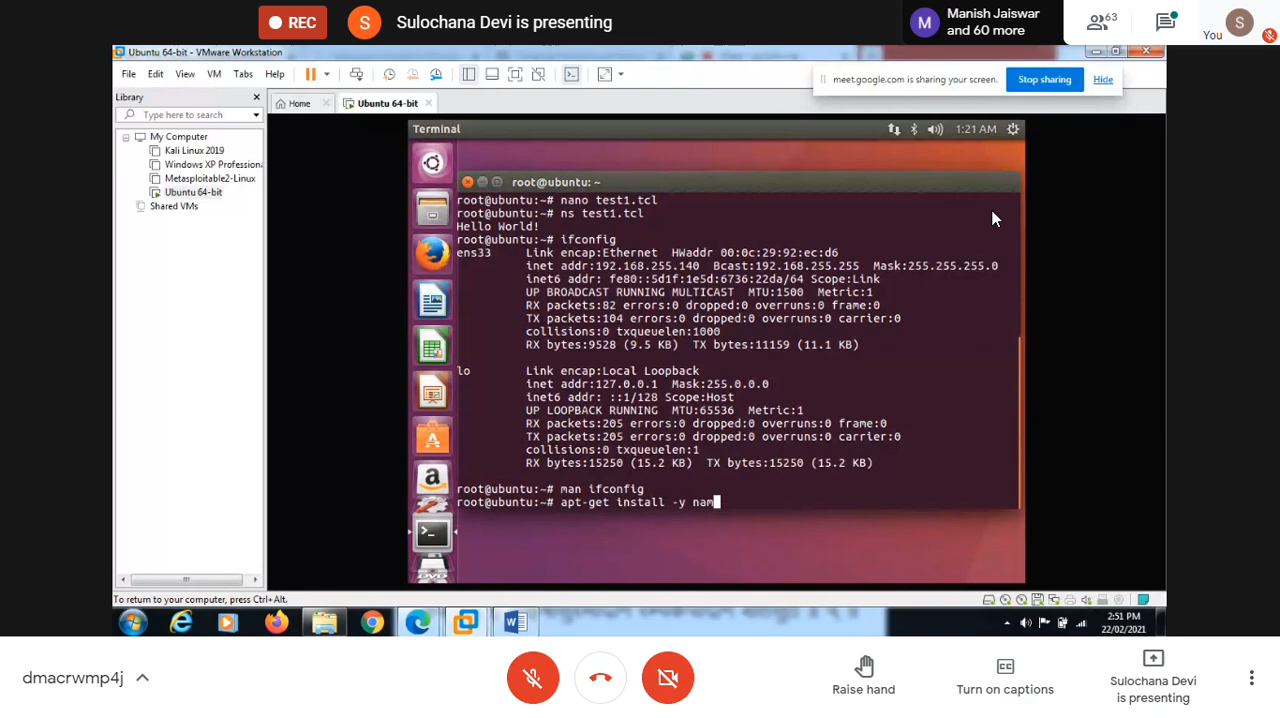 REC
S
Sulochana Devi is presenting
M
Manish Jaiswar
and 60 more
63
S
You
Ubuntu 64-bit - VMware Workstation
File Edit View VM Tabs Help
meet.google.com is sharing your screen.
Stop sharing
Hide
Library
Home
Ubuntu 64-bit
Type here to search
My Computer
Kali Linux 2019
Windows XP Profession
Metasploitable2-Linux
Ubuntu 64-bit
Shared VMs
Terminal
1:21 AM
root@ubuntu: ~
root@ubuntu:~# nano test1.tcl
root@ubuntu:~# ns test1.tcl
Hello World!
root@ubuntu:~# ifconfig
ens33 Link encap:Ethernet HWaddr 00:0c:29:92:ec:d6
inet addr:192.168.255.140 Bcast:192.168.255.255 Mask:255.255.255.0
inet6 addr: fe80::5d1f:1e5d:6736:22da/64 Scope:Link
UP BROADCAST RUNNING MULTICAST MTU:1500 Metric:1
RX packets:82 errors:0 dropped:0 overruns:0 frame:0
TX packets:104 errors:0 dropped:0 overruns:0 carrier:0
collisions:0 txqueuelen:1000
RX bytes:9528 (9.5 KB) TX bytes:11159 (11.1 KB)
lo Link encap:Local Loopback
inet addr:127.0.0.1 Mask:255.0.0.0
inet6 addr: ::1/128 Scope:Host
UP LOOPBACK RUNNING MTU:65536 Metric:1
RX packets:205 errors:0 dropped:0 overruns:0 frame:0
TX packets:205 errors:0 dropped:0 overruns:0 carrier:0
collisions:0 txqueuelen:1
RX bytes:15250 (15.2 KB) TX bytes:15250 (15.2 KB)
root@ubuntu:~# man ifconfig
root@ubuntu:~# apt-get install -y nam
To return to your computer, press Ctrl+Alt.
2:51 PM
22/02/2021
dmacrwmp4j
Raise hand
Turn on captions
Sulochana Devi
is presenting